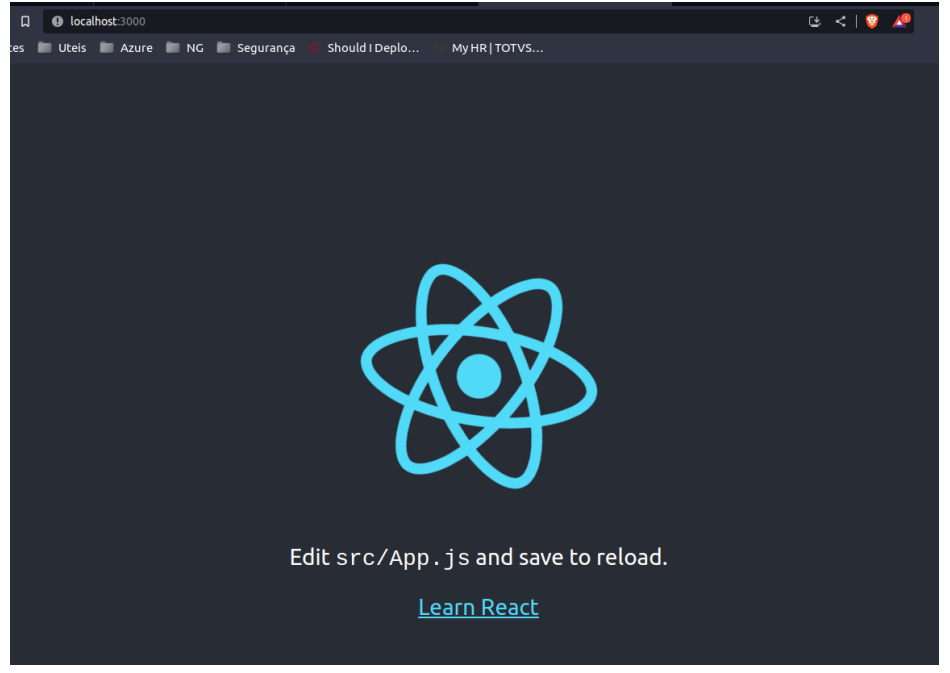 localhost:3000
es Uteis Azure NG Segurança Should I Deplo... My HR | TOTVS...
Edit src/App.js and save to reload.
Learn React